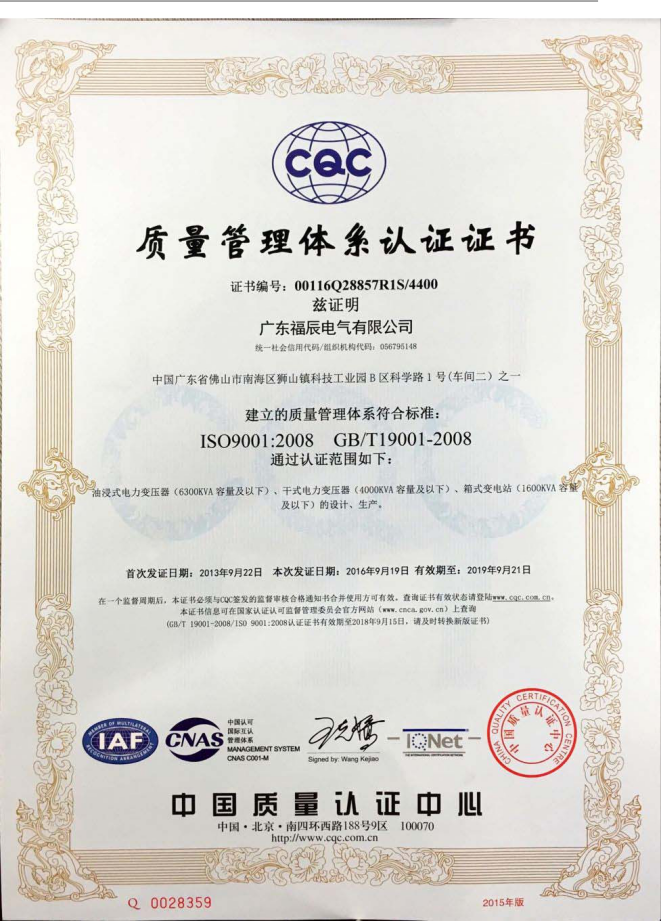 CQC
质量管理体系认证证书
证书编号：00116Q28857R1S/4400
兹证明
广东福辰电气有限公司
统一社会信用代码/组织机构代码：056795148
中国广东省佛山市南海区狮山镇科技工业园B区科学路1号(车间二）之一
建立的质量管理体系符合标准：
ISO9001:2008 GB/T19001-2008
通过认证范围如下：
油浸式电力变压器（6300KVA容量及以下）、干式电力变压器（4000KVA容量及以下）、箱式变电站（1600KVA容量
及以下）的设计、生产。
首次发证日期：2013年9月22日 本次发证日期：2016年9月19日 有效期至：2019年9月21日
在一个监督周期后，本证书必须与CQC签发的监督审核合格通知书合并使用方可有效。查询证书有效状态请登陆www.cqc.com.cn。
本证书信息可在国家认证认可监督管理委员会官方网站（www.cnca.gov.cn）上查询
(GB/T 19001-2008/ISO 9001:2008认证证书有效期至2018年9月15日，请及时转换新版证书)
MEMBER OF MULTILATERAL
IAF
RECOGNITION ARRANGEMENT
CNAS
中国认可
国际互认
管理体系
MANAGEMENT SYSTEM
CNAS C001-M
Signed by: Wang Kejiao
IQNet
THE INTERNATIONAL CERTIFICATION NETWORK
CHINA QUALITY CERTIFICATION CENTRE
中国质量认证中心
中国质量认证中心
中国·北京·南四环西路188号9区 100070
http://www.cqc.com.cn
Q 0028359
2015年版